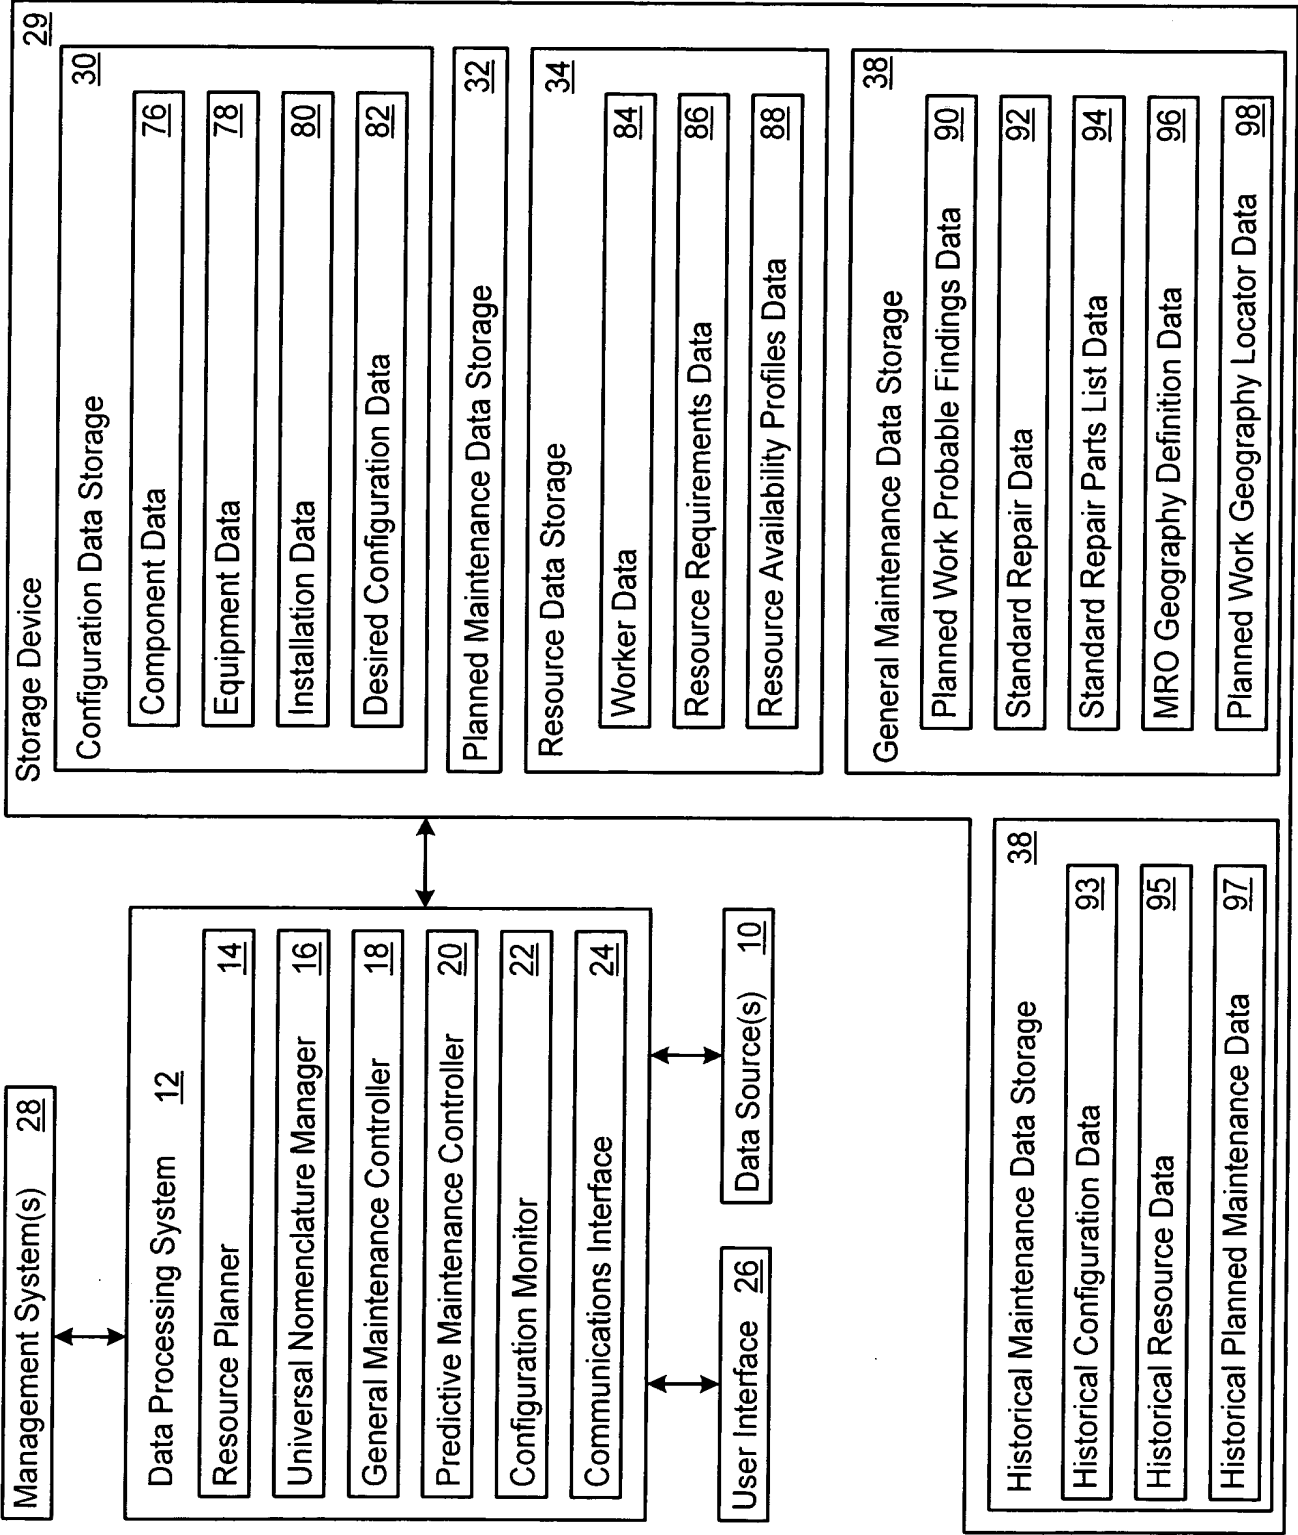 Management System(s) 28
Data Processing System 12
Resource Planner 14
Universal Nomenclature Manager 16
General Maintenance Controller 18
Predictive Maintenance Controller 20
Configuration Monitor 22
Communications Interface 24
User Interface 26
Data Source(s) 10
Storage Device 29
Configuration Data Storage 30
Component Data 76
Equipment Data 78
Installation Data 80
Desired Configuration Data 82
Planned Maintenance Data Storage 32
Resource Data Storage 34
Worker Data 84
Resource Requirements Data 86
Resource Availability Profiles Data 88
General Maintenance Data Storage 38
Planned Work Probable Findings Data 90
Standard Repair Data 92
Standard Repair Parts List Data 94
MRO Geography Definition Data 96
Planned Work Geography Locator Data 98
Historical Maintenance Data Storage 38
Historical Configuration Data 93
Historical Resource Data 95
Historical Planned Maintenance Data 97